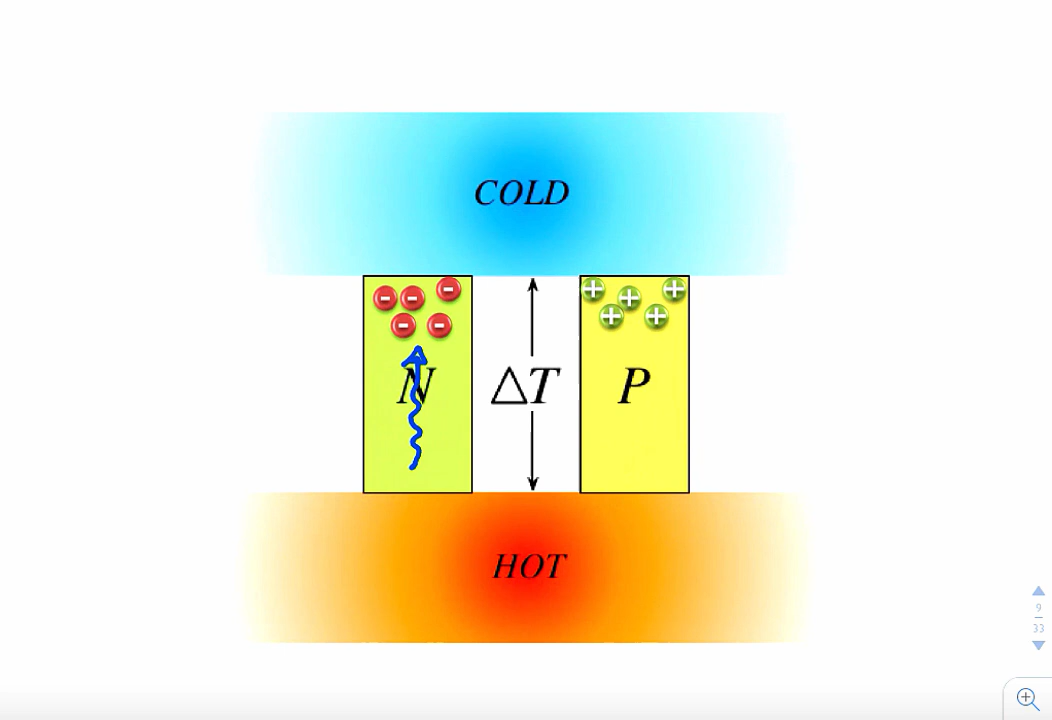 COLD
- - - - -
+ + + + +
N ΔT P
HOT
9
33